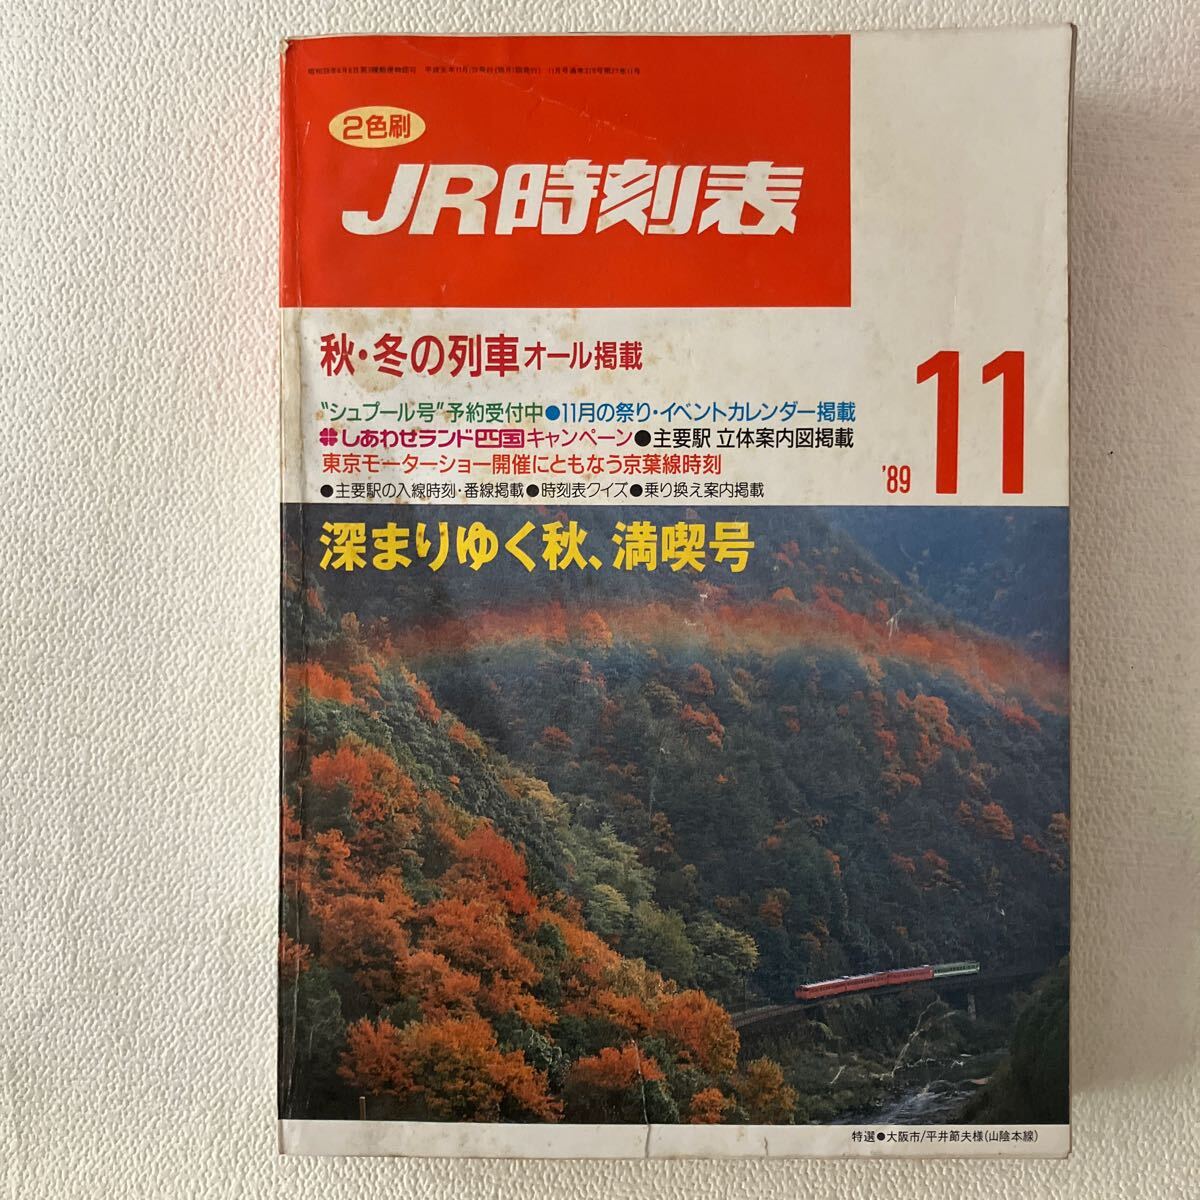 2色刷
JR時刻表
秋・冬の列車オール掲載
"シュプール号"予約受付中●11月の祭り・イベントカレンダー掲載
しあわせランド四国キャンペーン●主要駅 立体案内図掲載
東京モーターショー開催にともなう京葉線時刻
●主要駅の入線時刻・番線掲載●時刻表クイズ●乗り換え案内掲載
'89 11
深まりゆく秋、満喫号
特選●大阪市/平井節夫様(山陰本線)